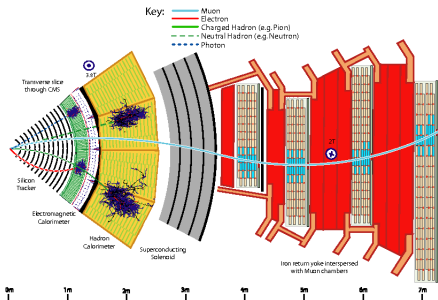 Key:
Muon
Electron
Charged Hadron (e.g. Pion)
Neutral Hadron (e.g. Neutron)
Photon
3.8T
Transverse slice
through CMS
2T
Silicon
Tracker
Electromagnetic
Calorimeter
Hadron
Calorimeter
Superconducting
Solenoid
Iron return yoke interspersed
with Muon chambers
0m
1m
2m
3m
4m
5m
6m
7m